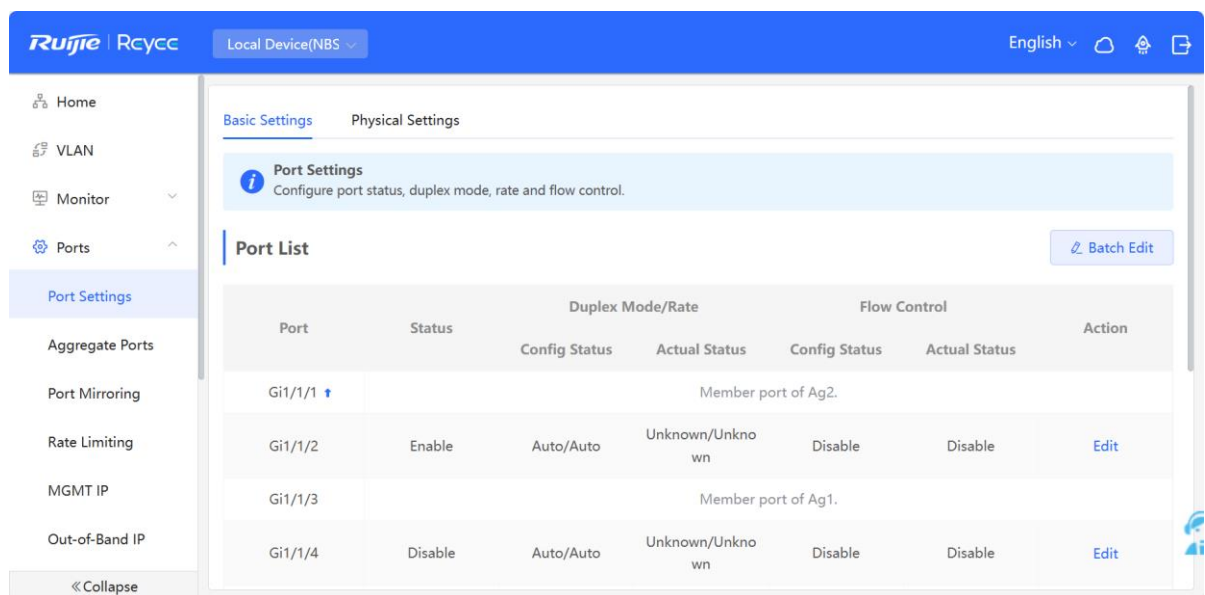 Ruijie | Rcycc
Local Device(NBS
English
Home
VLAN
Monitor
Ports
Port Settings
Aggregate Ports
Port Mirroring
Rate Limiting
MGMT IP
Out-of-Band IP
«Collapse
Basic Settings Physical Settings
Port Settings
Configure port status, duplex mode, rate and flow control.
Port List
Batch Edit
Port Status Duplex Mode/Rate Flow Control Action
Config Status Actual Status Config Status Actual Status
Gi1/1/1 Member port of Ag2.
Gi1/1/2 Enable Auto/Auto Unknown/Unkno
wn Disable Disable Edit
Gi1/1/3 Member port of Ag1.
Gi1/1/4 Disable Auto/Auto Unknown/Unkno
wn Disable Disable Edit